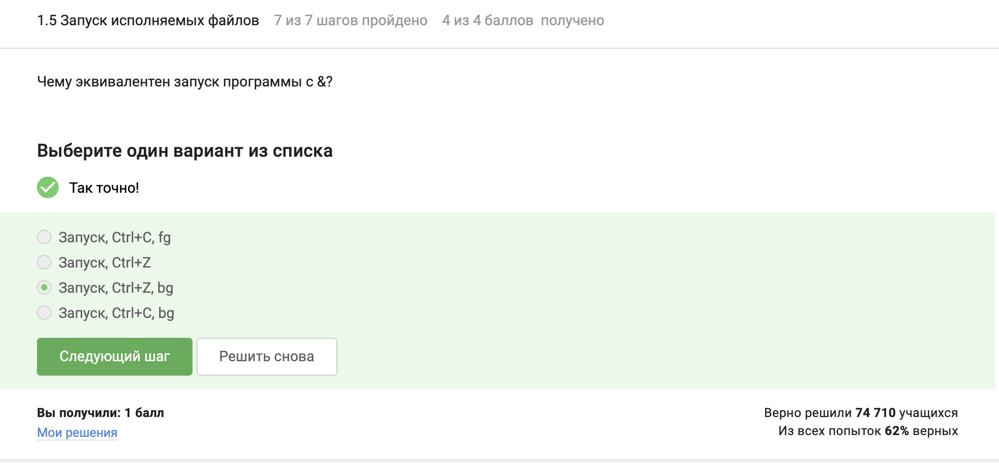 1.5 Запуск исполняемых файлов 7 из 7 шагов пройдено 4 из 4 баллов получено
Чему эквивалентен запуск программы с &?
Выберите один вариант из списка
Так точно!
Запуск, Ctrl+C, fg
Запуск, Ctrl+Z
Запуск, Ctrl+Z, bg
Запуск, Ctrl+C, bg
Следующий шаг Решить снова
Вы получили: 1 балл
Мои решения
Верно решили 74 710 учащихся
Из всех попыток 62% верных